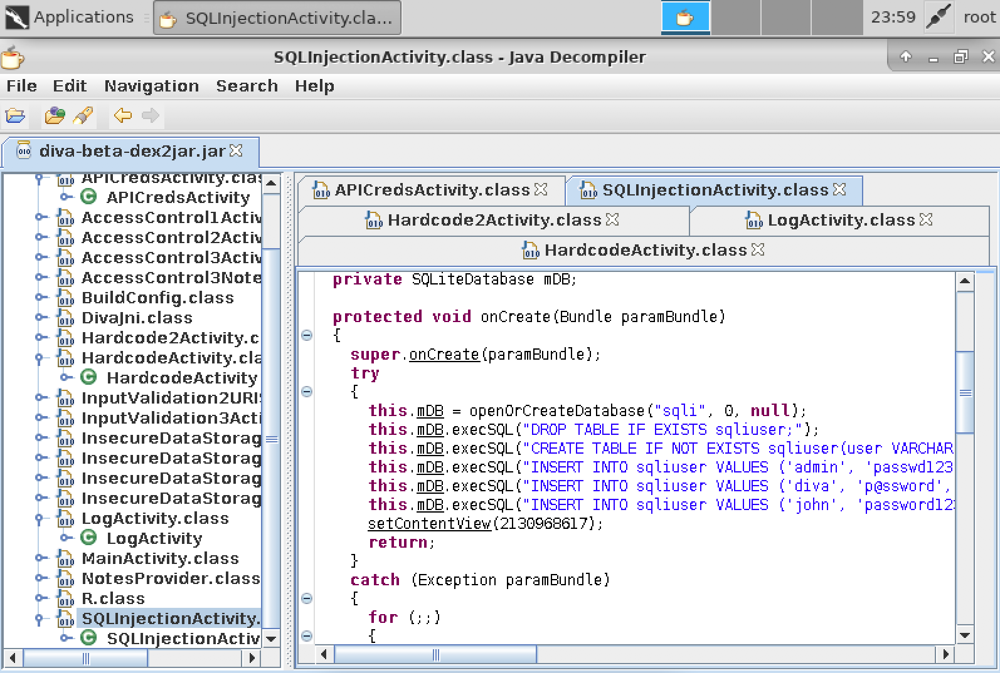 Applications
SQLInjectionActivity.cla...
23:59
root
SQLInjectionActivity.class - Java Decompiler
File Edit Navigation Search Help
diva-beta-dex2jar.jar
APICredsActivity.clas
APICredsActivity
AccessControl1Activ
AccessControl2Activ
AccessControl3Activ
AccessControl3Note
BuildConfig.class
DivaJni.class
Hardcode2Activity.c
HardcodeActivity.cla
HardcodeActivity
InputValidation2URI
InputValidation3Acti
InsecureDataStorag
InsecureDataStorag
InsecureDataStorag
InsecureDataStorag
LogActivity.class
LogActivity
MainActivity.class
NotesProvider.class
R.class
SQLInjectionActivity.
SQLInjectionActiv
APICredsActivity.class
SQLInjectionActivity.class
Hardcode2Activity.class
LogActivity.class
HardcodeActivity.class
private SQLiteDatabase mDB;
protected void onCreate(Bundle paramBundle)
{
super.onCreate(paramBundle);
try
{
this.mDB = openOrCreateDatabase("sqli", 0, null);
this.mDB.execSQL("DROP TABLE IF EXISTS sqliuser;");
this.mDB.execSQL("CREATE TABLE IF NOT EXISTS sqliuser(user VARCHAR
this.mDB.execSQL("INSERT INTO sqliuser VALUES ('admin', 'passwd123
this.mDB.execSQL("INSERT INTO sqliuser VALUES ('diva', 'p@ssword',
this.mDB.execSQL("INSERT INTO sqliuser VALUES ('john', 'password123
setContentView(2130968617);
return;
}
catch (Exception paramBundle)
{
for (;;)
{